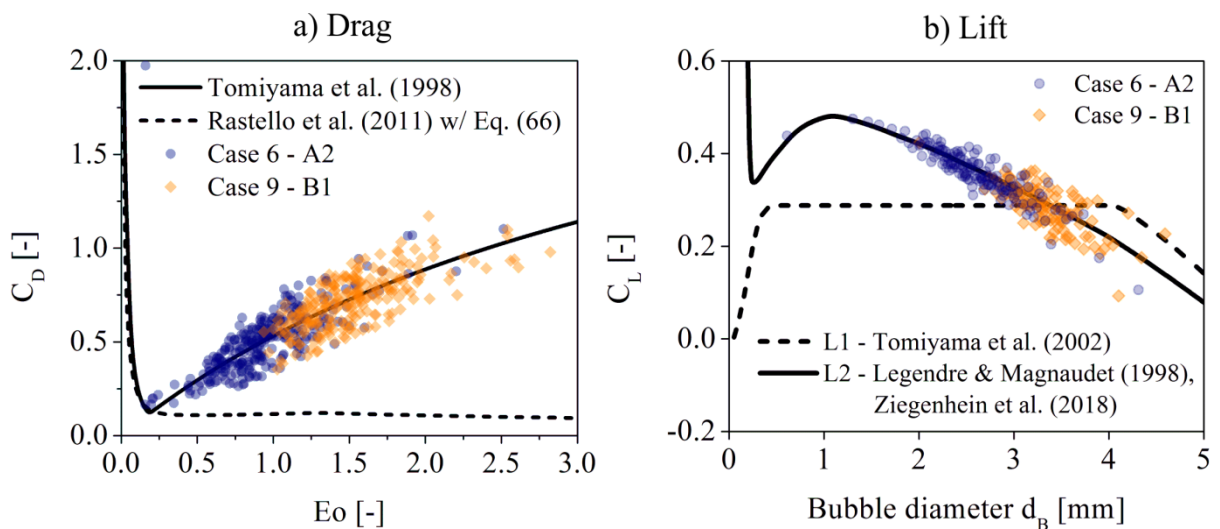 a) Drag
2.0
1.5
1.0
0.5
0.0
C_D [-]
Tomiyama et al. (1998)
Rastello et al. (2011) w/ Eq. (66)
Case 6 - A2
Case 9 - B1
0.0 0.5 1.0 1.5 2.0 2.5 3.0
Eo [-]
b) Lift
0.6
0.4
0.2
0.0
-0.2
C_L [-]
Case 6 - A2
Case 9 - B1
L1 - Tomiyama et al. (2002)
L2 - Legendre & Magnaudet (1998),
Ziegenhein et al. (2018)
0 1 2 3 4 5
Bubble diameter d_B [mm]